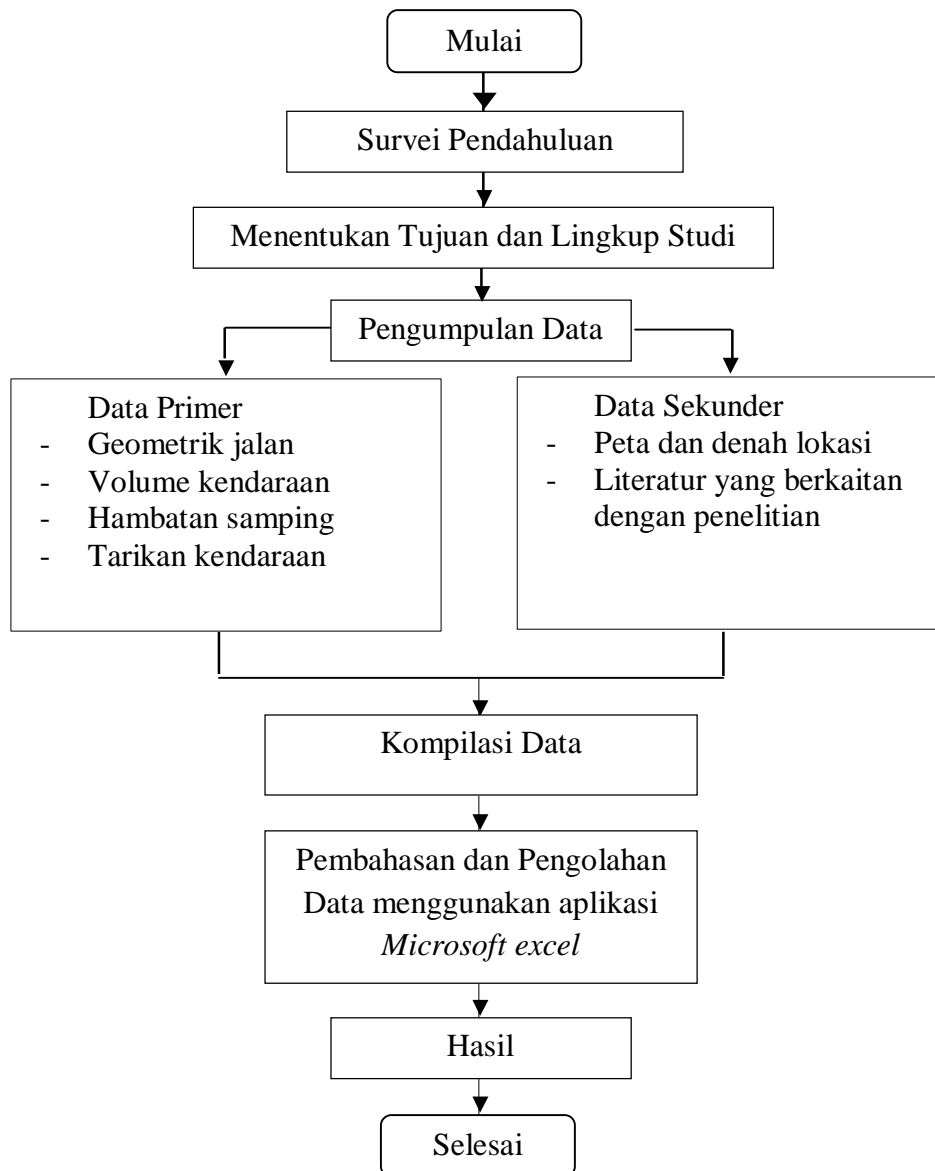 Mulai
Survei Pendahuluan
Menentukan Tujuan dan Lingkup Studi
Pengumpulan Data
Data Primer
- Geometrik jalan
- Volume kendaraan
- Hambatan samping
- Tarikan kendaraan
Data Sekunder
- Peta dan denah lokasi
- Literatur yang berkaitan
dengan penelitian
Kompilasi Data
Pembahasan dan Pengolahan
Data menggunakan aplikasi
Microsoft excel
Hasil
Selesai